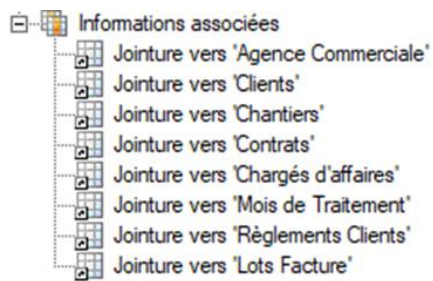 Informations associées
Jointure vers 'Agence Commerciale'
Jointure vers 'Clients'
Jointure vers 'Chantiers'
Jointure vers 'Contrats'
Jointure vers 'Chargés d'affaires'
Jointure vers 'Mois de Traitement'
Jointure vers 'Règlements Clients'
Jointure vers 'Lots Facture'